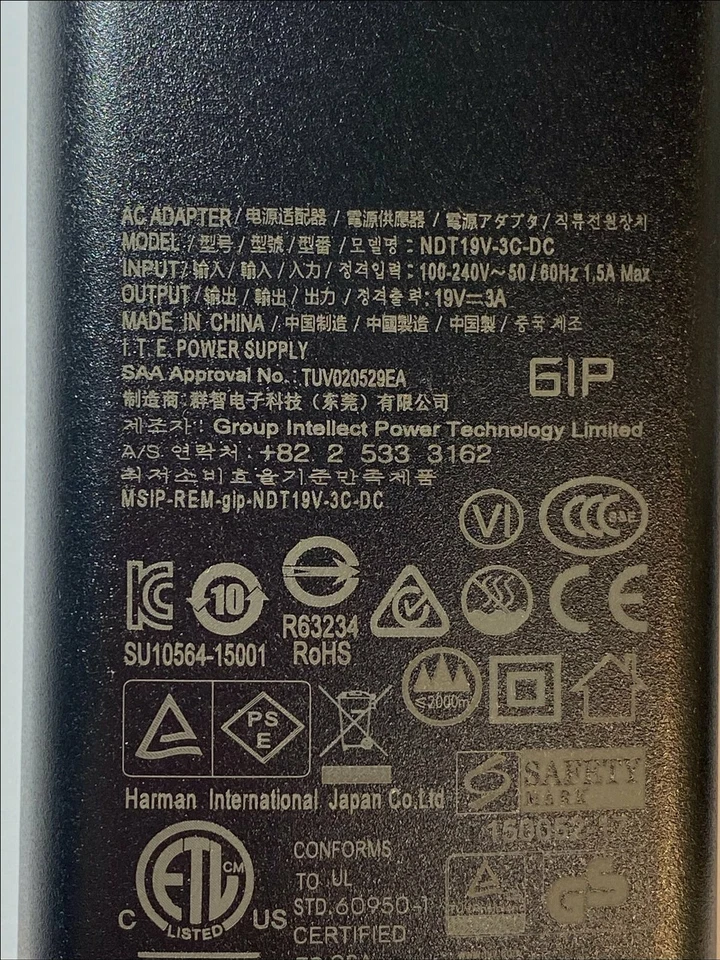 AC ADAPTER / 电源适配器 / 電源供應器 / 電源アダプタ / 직류전원장치
MODEL / 型号 / 型號 / 型番 / 모델명 : NDT19V-3C-DC
INPUT / 输入 / 輸入 / 入力 / 정격입력 : 100-240V~ 50 / 60Hz 1.5A Max
OUTPUT / 输出 / 輸出 / 出力 / 정격출력: 19V⎓3A
MADE IN CHINA / 中国制造 / 中國製造 / 中国製 / 중국 제조
I.T.E. POWER SUPPLY
SAA Approval No.: TUV020529EA
GIP
制造商: 群智电子科技（东莞）有限公司
제조자 : Group Intellect Power Technology Limited
A/S 연락처 : +82 2 533 3162
최저소비효율기준만족제품
MSIP-REM-gip-NDT19V-3C-DC
VI
CCC S&E
KC
10
R63234
RoHS
CE
SU10564-15001
≤2000m
PS
E
Harman International Japan Co.Ltd
S SAFETY
MARK
ETL CM
LISTED
C US
CONFORMS
TO UL
STD.60950-1
CERTIFIED
GS